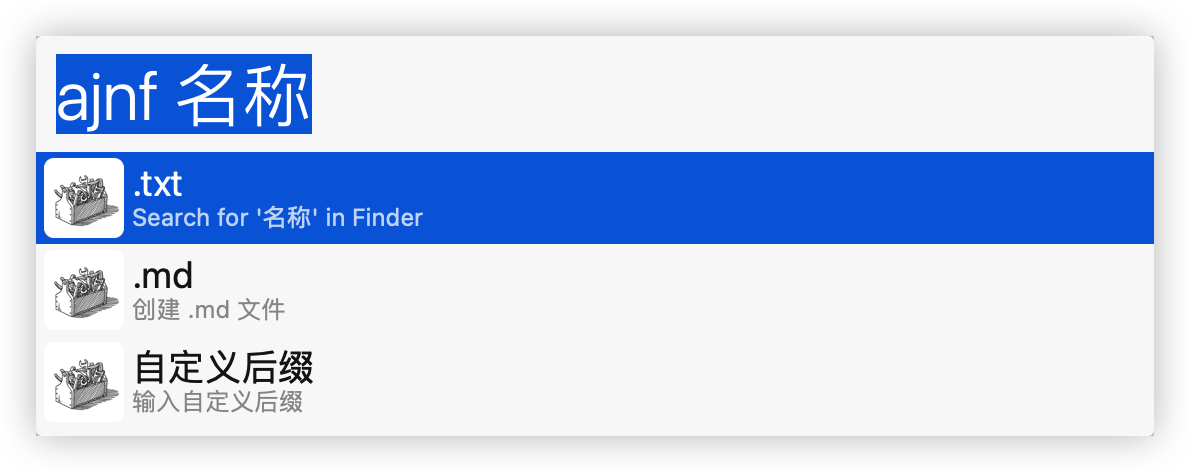 ajnf 名称
.txt
Search for '名称' in Finder
.md
创建 .md 文件
自定义后缀
输入自定义后缀